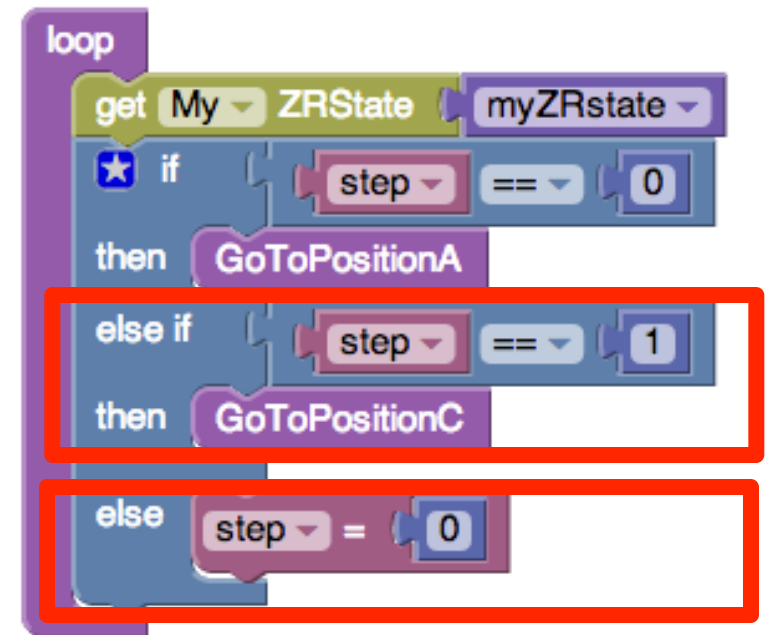 loop
get My ZRState myZRstate
if step == 0
then GoToPositionA
else if step == 1
then GoToPositionC
else step = 0